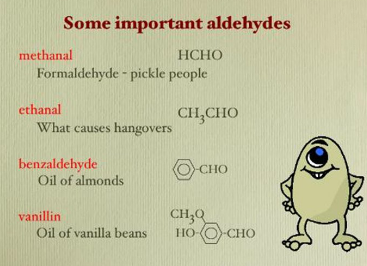 Some important aldehydes
methanal HCHO
Formaldehyde - pickle people
ethanal CH₃CHO
What causes hangovers
benzaldehyde -CHO
Oil of almonds
vanillin CH₃O
Oil of vanilla beans HO- -CHO